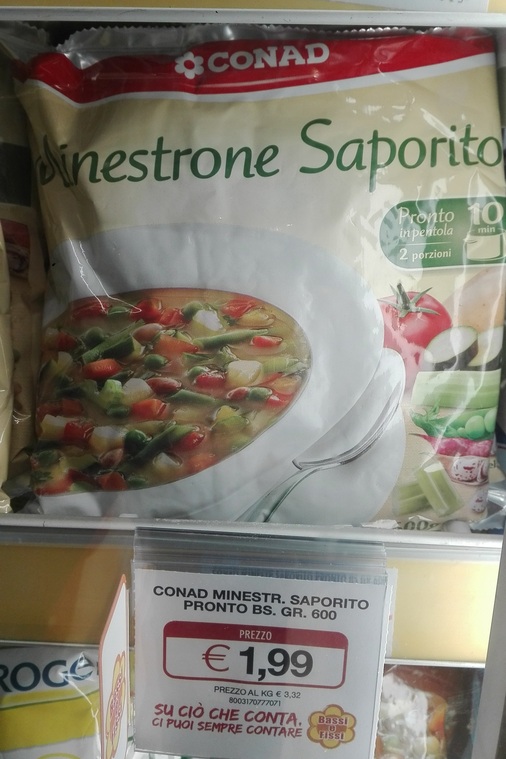 CONAD
Minestrone Saporito
Pronto
in pentola
10
min
2 porzioni
CONAD MINESTR. SAPORITO
PRONTO BS. GR. 600
PREZZO
€ 1,99
PREZZO AL KG € 3,32
8003170777071
SU CIÒ CHE CONTA,
CI PUOI SEMPRE CONTARE
Bassi
e
Fissi